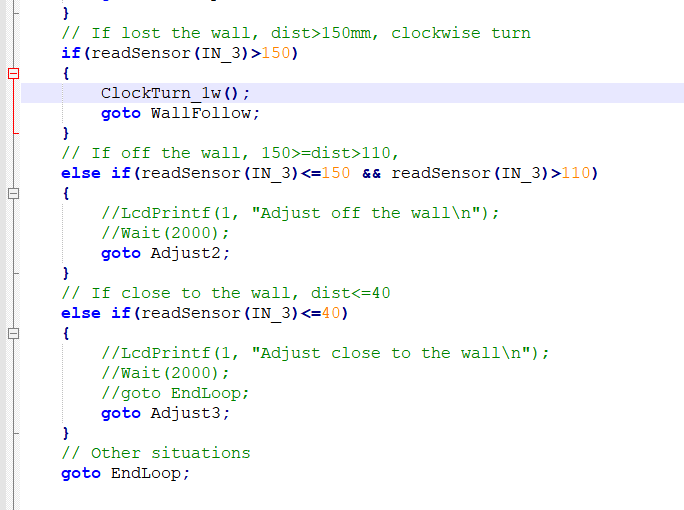 }
// If lost the wall, dist>150mm, clockwise turn
if(readSensor(IN_3)>150)
{
ClockTurn_1w();
goto WallFollow;
}
// If off the wall, 150>=dist>110,
else if(readSensor(IN_3)<=150 && readSensor(IN_3)>110)
{
//LcdPrintf(1, "Adjust off the wall\n");
//Wait(2000);
goto Adjust2;
}
// If close to the wall, dist<=40
else if(readSensor(IN_3)<=40)
{
//LcdPrintf(1, "Adjust close to the wall\n");
//Wait(2000);
//goto EndLoop;
goto Adjust3;
}
// Other situations
goto EndLoop;